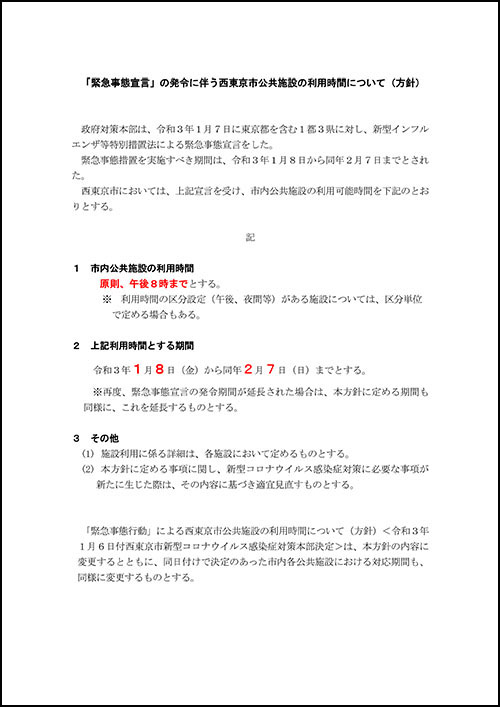 「緊急事態宣言」の発令に伴う西東京市公共施設の利用時間について（方針）
政府対策本部は、令和３年１月７日に東京都を含む１都３県に対し、新型インフル
エンザ等特別措置法による緊急事態宣言をした。
緊急事態措置を実施すべき期間は、令和３年１月８日から同年２月７日までとされ
た。
西東京市においては、上記宣言を受け、市内公共施設の利用可能時間を下記のとお
りとする。
記
１　市内公共施設の利用時間
原則、午後８時までとする。
※　利用時間の区分設定（午後、夜間等）がある施設については、区分単位
で定める場合もある。
２　上記利用時間とする期間
令和３年１月８日（金）から同年２月７日（日）までとする。
※再度、緊急事態宣言の発令期間が延長された場合は、本方針に定める期間も
同様に、これを延長するものとする。
３　その他
(1) 施設利用に係る詳細は、各施設において定めるものとする。
(2) 本方針に定める事項に関し、新型コロナウイルス感染症対策に必要な事項が
新たに生じた際は、その内容に基づき適宜見直すものとする。
「緊急事態行動」による西東京市公共施設の利用時間について（方針）＜令和３年
１月６日付西東京市新型コロナウイルス感染症対策本部決定＞は、本方針の内容に
変更するとともに、同日付けで決定のあった市内各公共施設における対応期間も、
同様に変更するものとする。